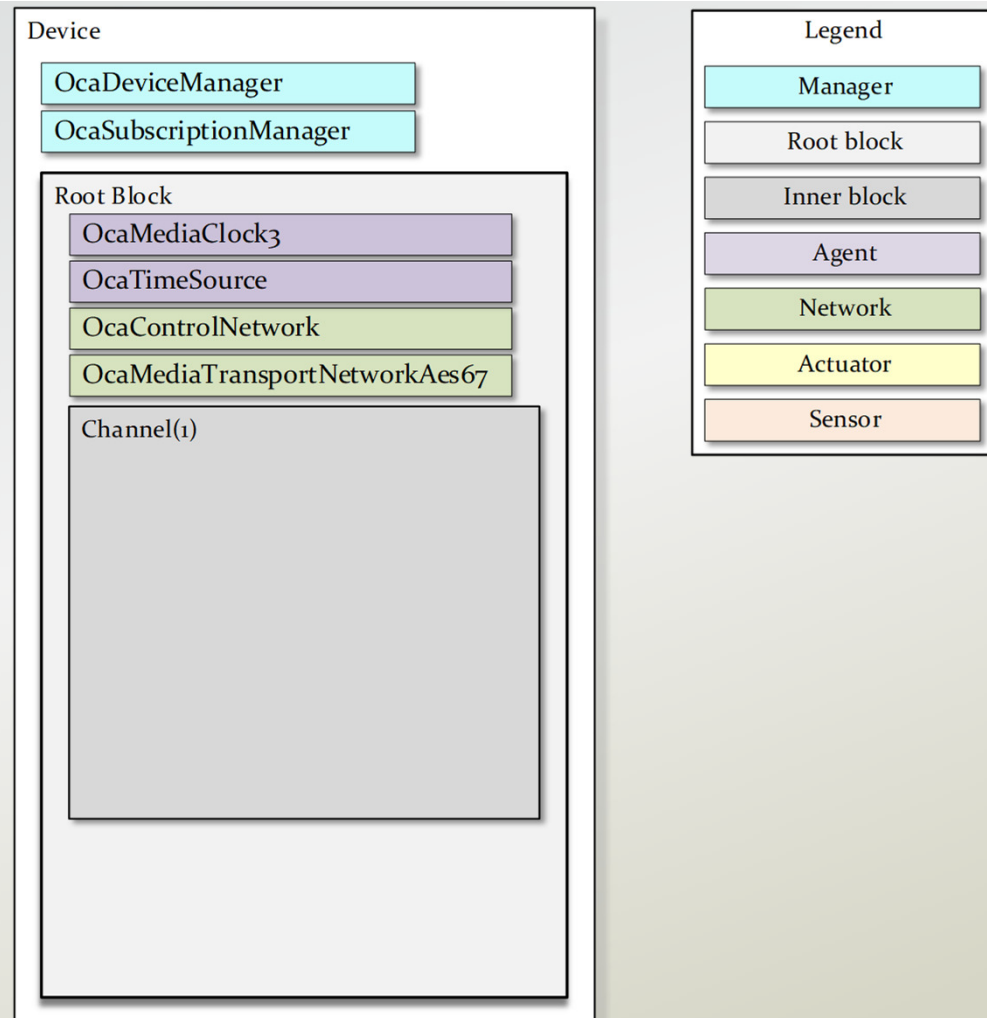 Device
OcaDeviceManager
OcaSubscriptionManager
Root Block
OcaMediaClock3
OcaTimeSource
OcaControlNetwork
OcaMediaTransportNetworkAes67
Channel(1)
Legend
Manager
Root block
Inner block
Agent
Network
Actuator
Sensor